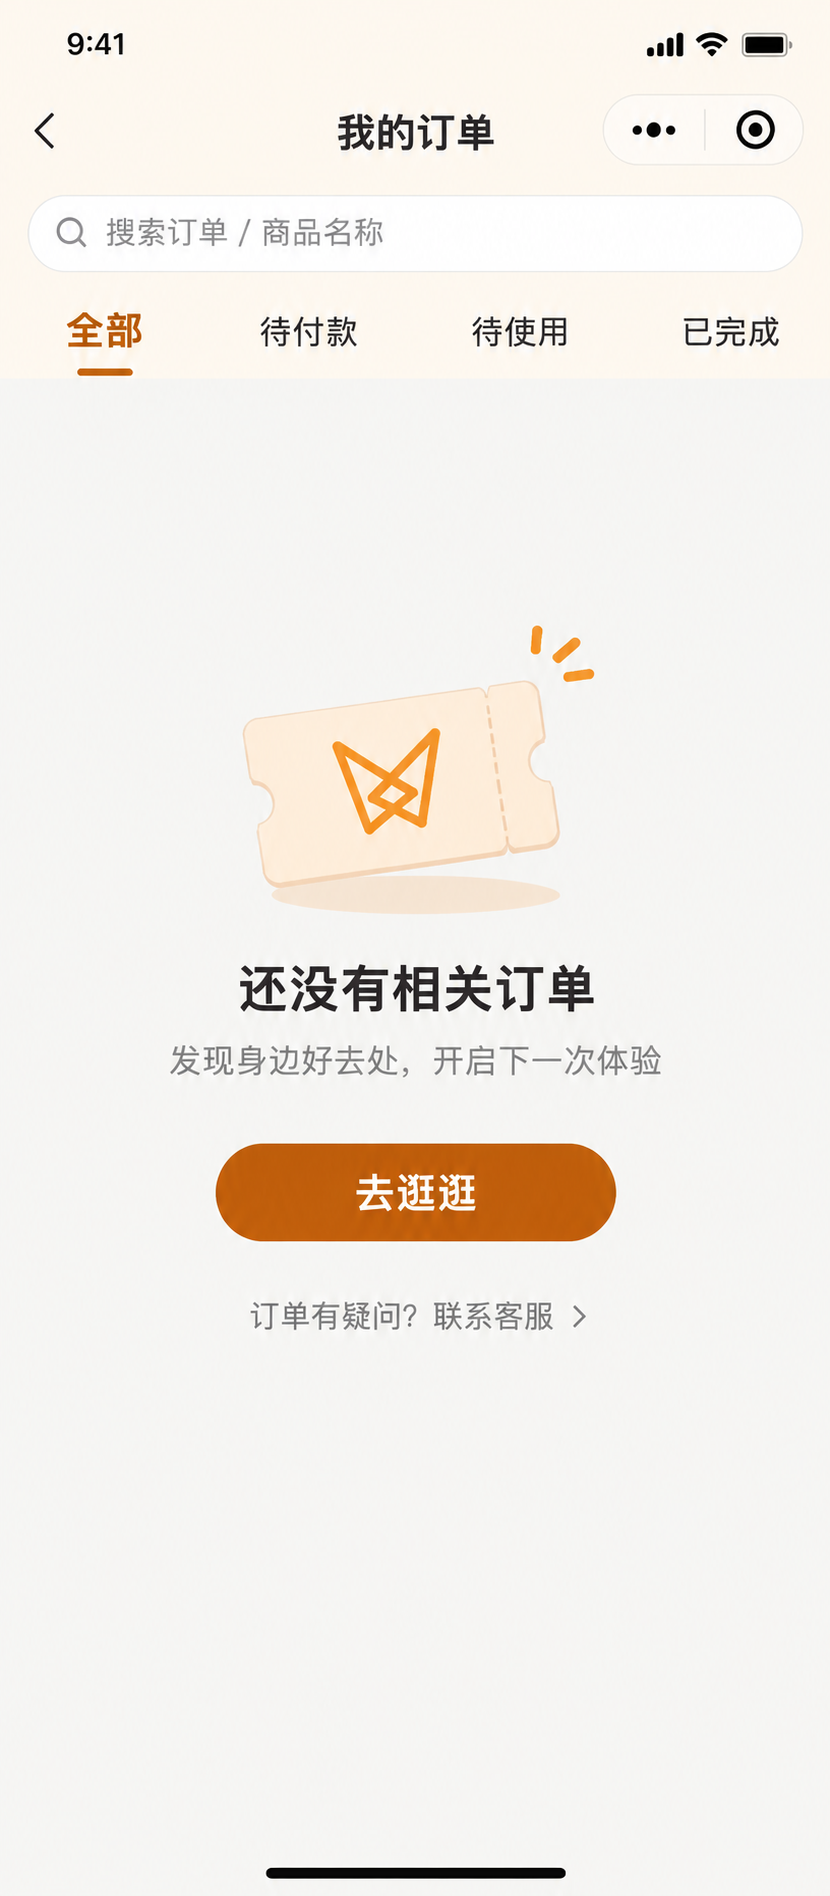 9:41
我的订单
搜索订单 / 商品名称
全部 待付款 待使用 已完成
还没有相关订单
发现身边好去处，开启下一次体验
去逛逛
订单有疑问？联系客服